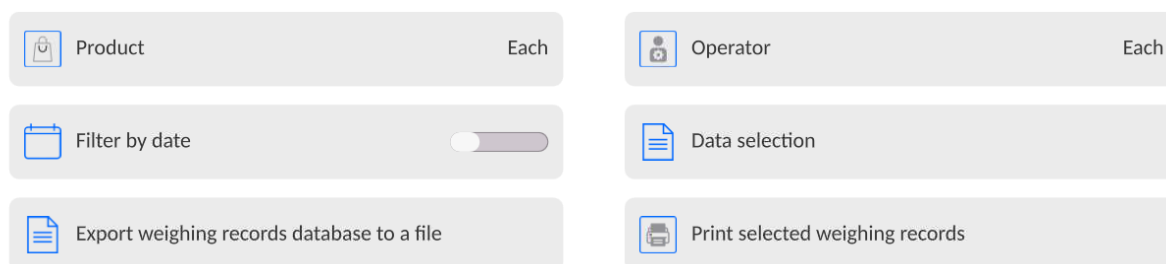 Product Each
Operator Each
Filter by date
Data selection
Export weighing records database to a file
Print selected weighing records